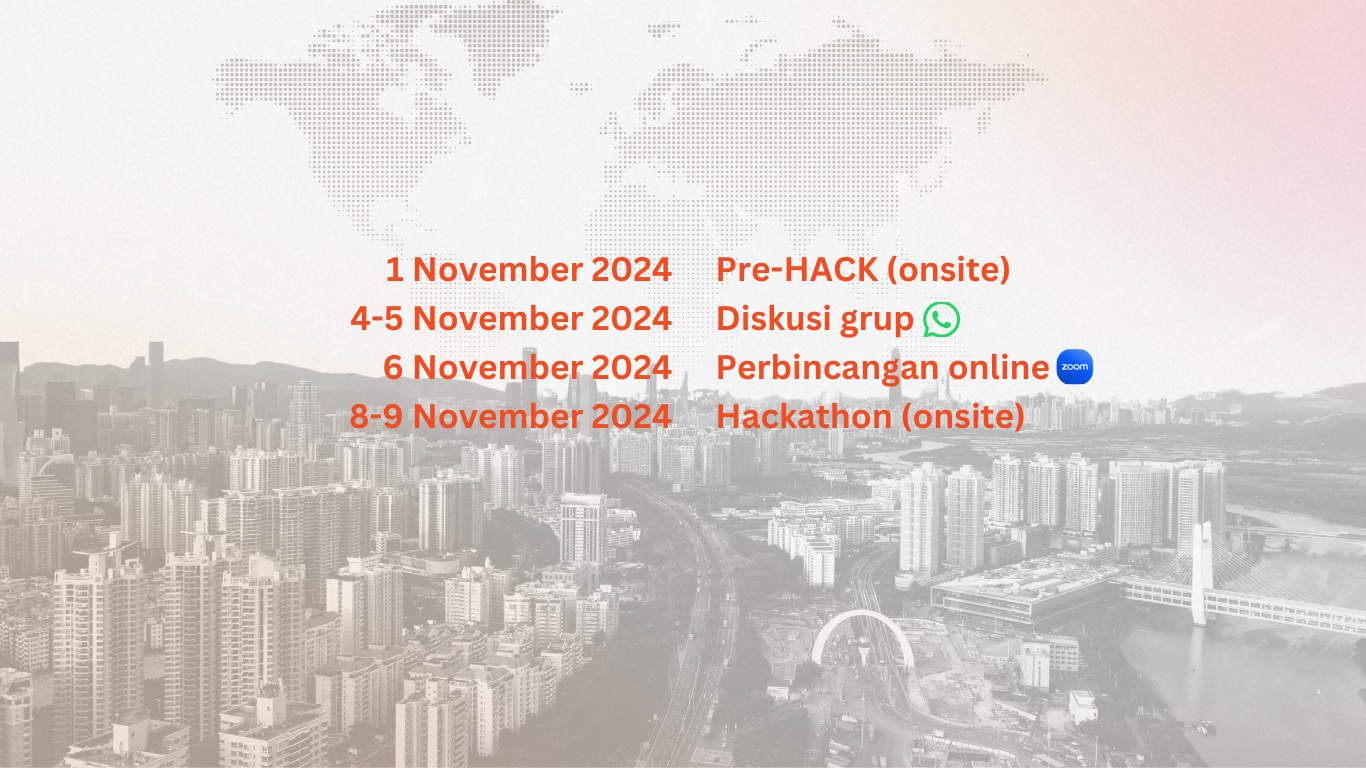 1 November 2024 Pre-HACK (onsite)
4-5 November 2024 Diskusi grup
6 November 2024 Perbincangan online zoom
8-9 November 2024 Hackathon (onsite)